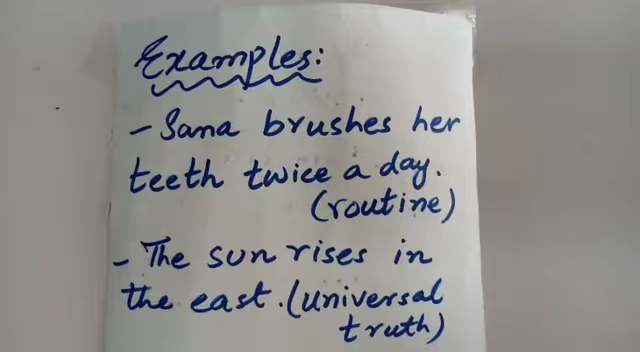 Examples:
- Sana brushes her
teeth twice a day.
(routine)
- The sun rises in
the east. (universal
truth)